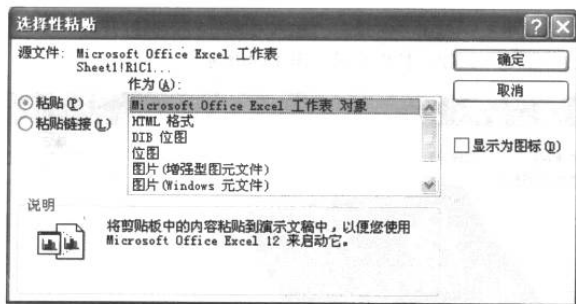 选择性粘贴
源文件: Microsoft Office Excel 工作表
Sheet1!R1C1...
确定
作为(A):
取消
粘贴(P)
Microsoft Office Excel 工作表 对象
粘贴链接(L)
HTML 格式
DIB 位图
显示为图标(D)
位图
图片(增强型图元文件)
图片(Windows 元文件)
说明
将剪贴板中的内容粘贴到演示文稿中，以便您使用
Microsoft Office Excel 12 来启动它。